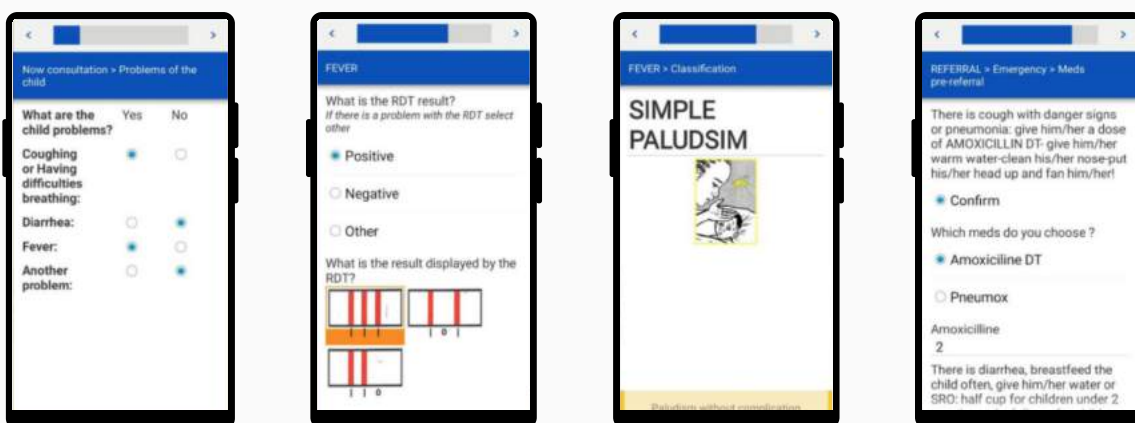 Now consultation > Problems of the
child
What are the Yes No
child problems?
Coughing
or Having
difficulties
breathing:
Diarrhea:
Fever:
Another
problem:
FEVER
What is the RDT result?
If there is a problem with the RDT select
other
Positive
Negative
Other
What is the result displayed by the
RDT?
| | |
| 0 |
| | 0
FEVER > Classification
SIMPLE
PALUDSIM
Paludism without complication
REFERRAL > Emergency > Meds
pre-referral
There is cough with danger signs
or pneumonia: give him/her a dose
of AMOXICILLIN DT- give him/her
warm water-clean his/her nose-put
his/her head up and fan him/her!
Confirm
Which meds do you choose ?
Amoxiciline DT
Pneumox
Amoxicilline
2
There is diarrhea, breastfeed the
child often, give him/her water or
SRO: half cup for children under 2